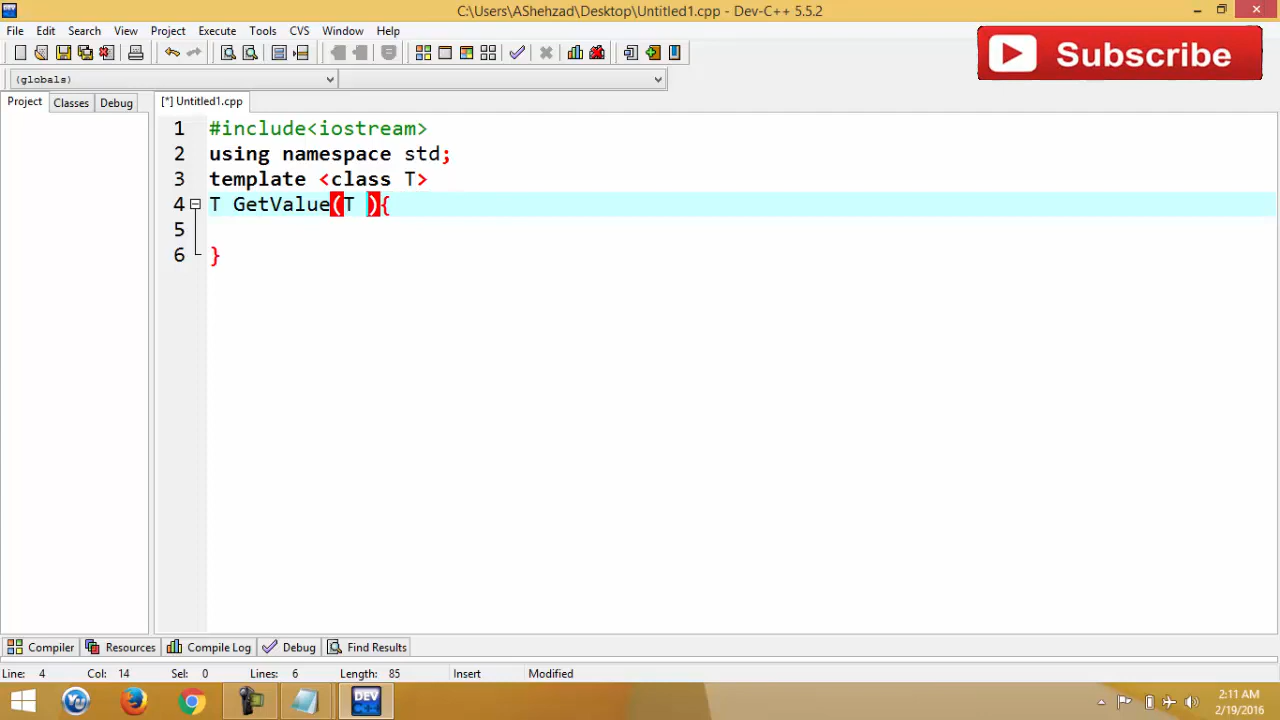 C:\Users\AShehzad\Desktop\Untitled1.cpp - Dev-C++ 5.5.2
File Edit Search View Project Execute Tools CVS Window Help
Subscribe
(globals)
Project Classes Debug
[*] Untitled1.cpp
1 #include<iostream>
2 using namespace std;
3 template <class T>
4 T GetValue(T ){
5
6 }
Compiler Resources Compile Log Debug Find Results
Line: 4 Col: 14 Sel: 0 Lines: 6 Length: 85 Insert Modified
DEV
2:11 AM
2/19/2016